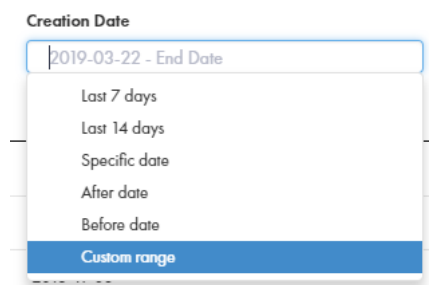 Creation Date
2019-03-22 - End Date
Last 7 days
Last 14 days
Specific date
After date
Before date
Custom range